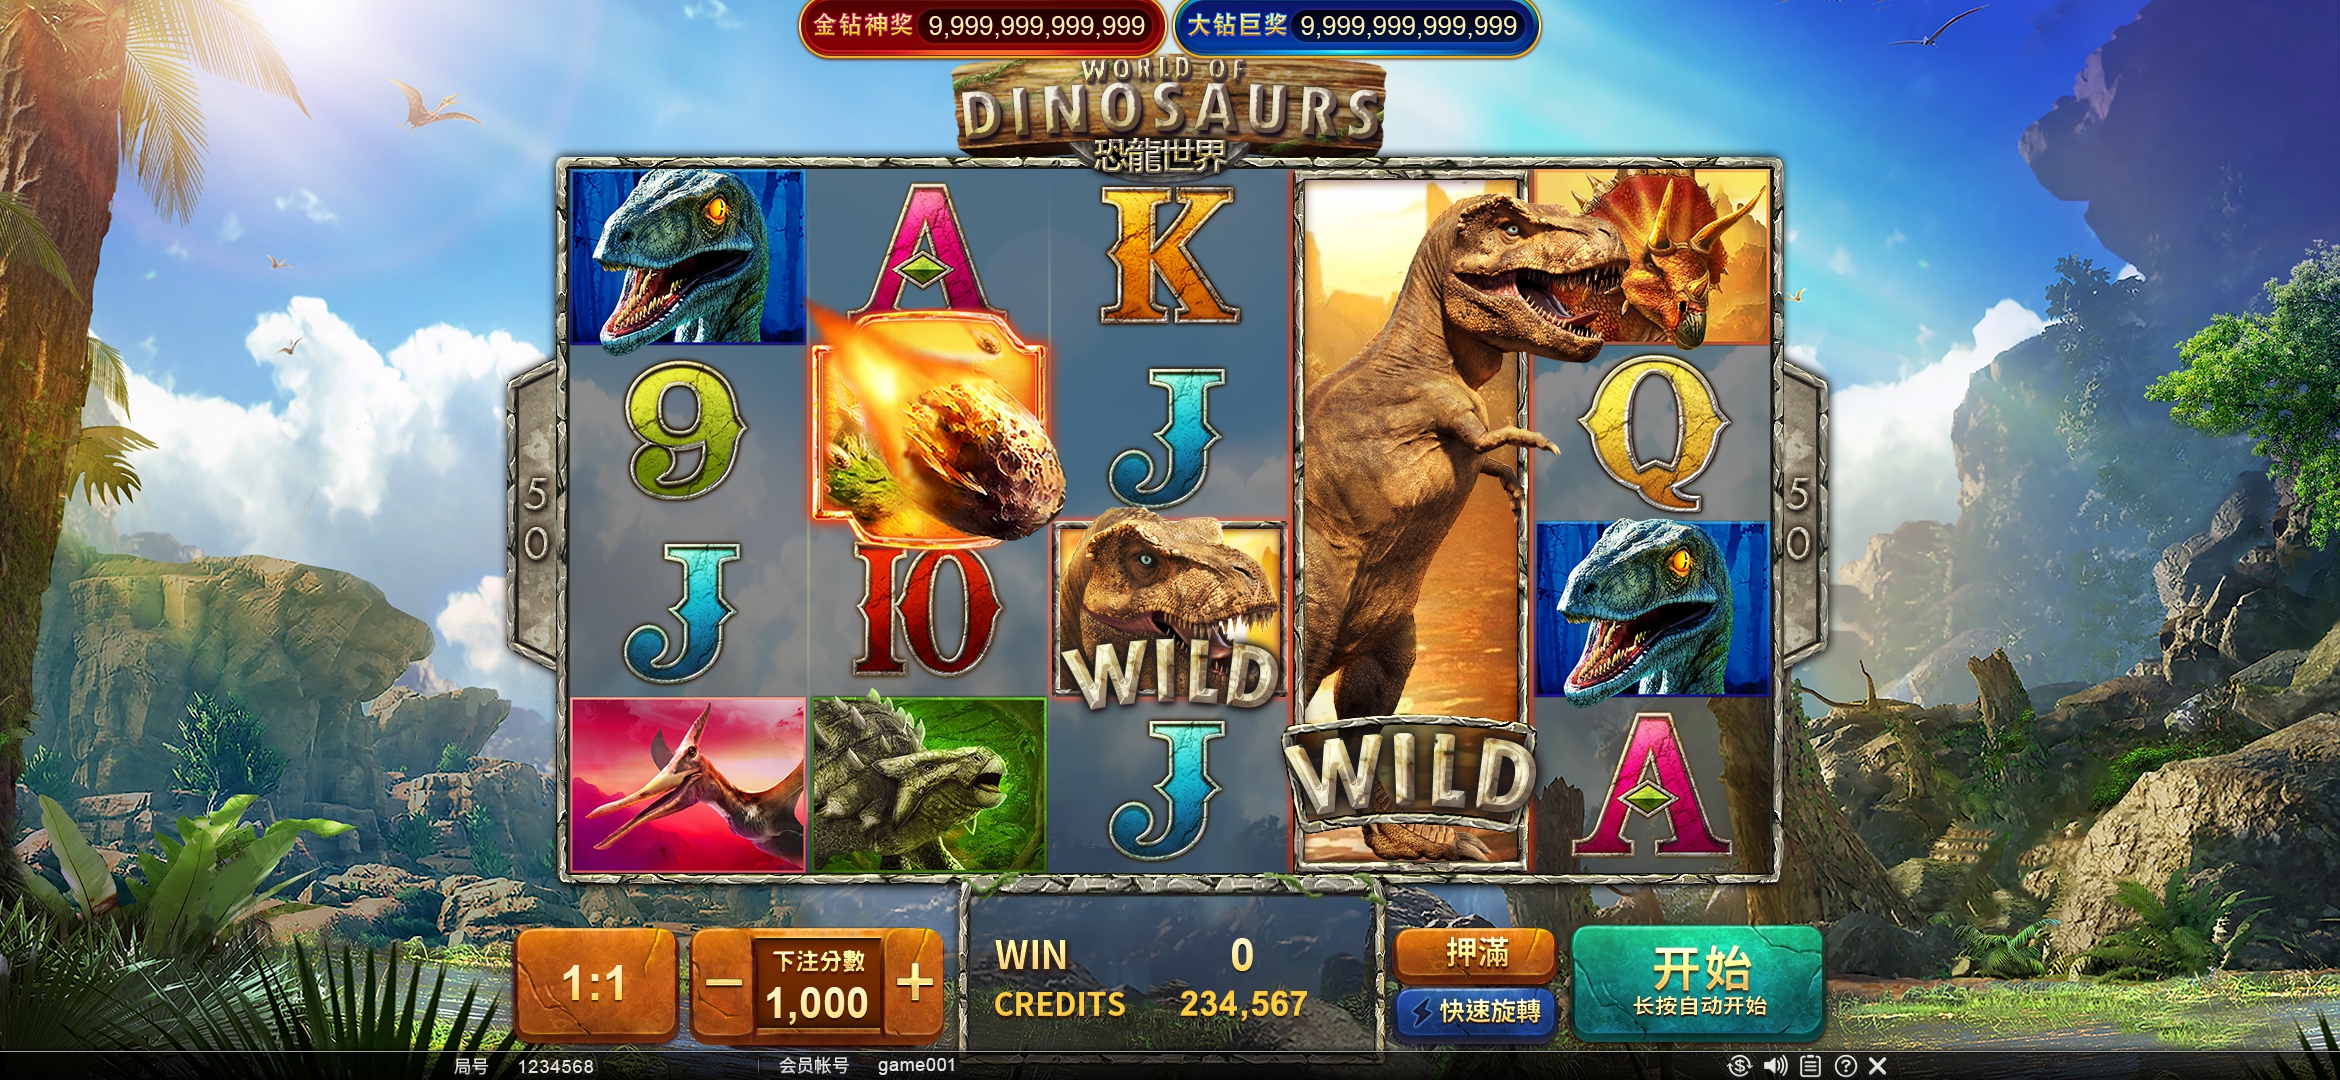 金钻神奖 9,999,999,999,999
大钻巨奖 9,999,999,999,999
WORLD OF
DINOSAURS
恐龍世界
A
K
9
J
Q
J
10
WILD
J
WILD
A
50
50
1:1
下注分數
1,000
WIN 0
CREDITS 234,567
押滿
快速旋轉
开始
长按自动开始
局号 1234568
会员帐号 game001